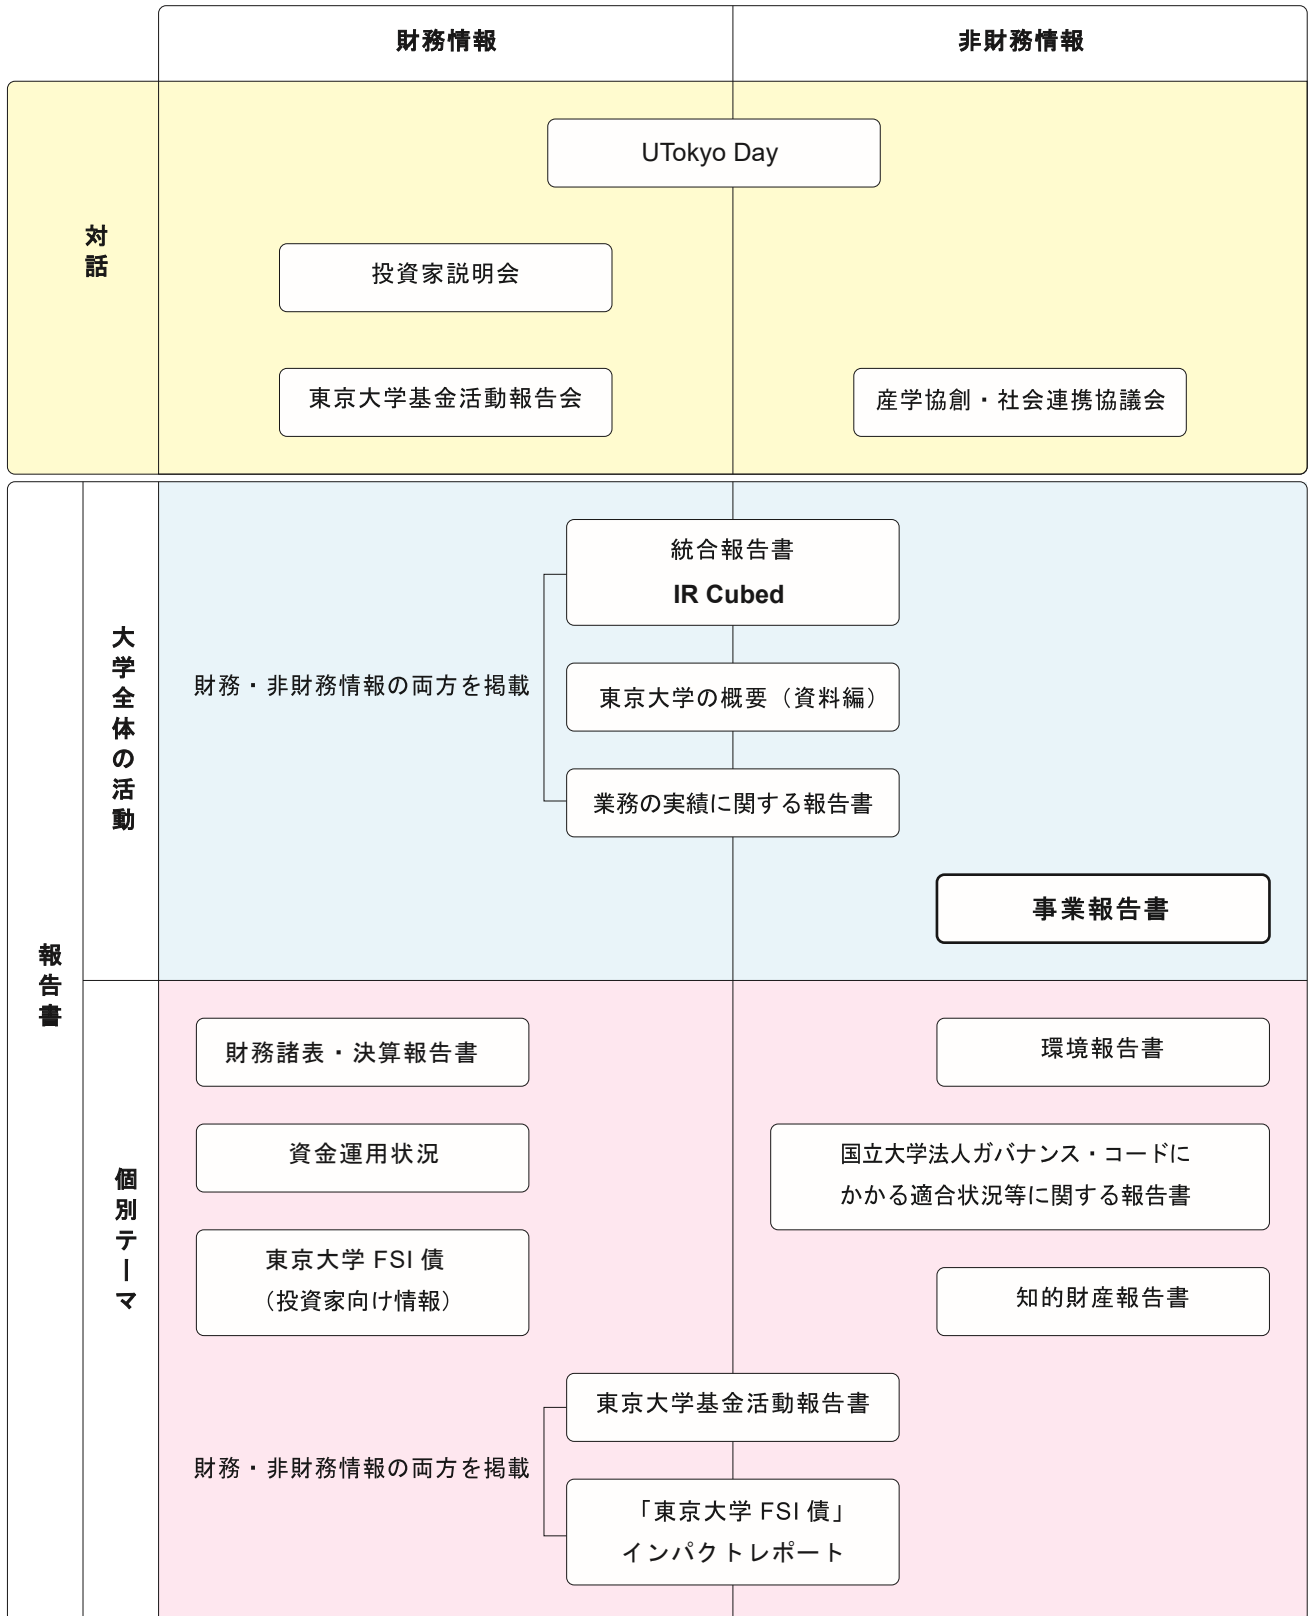 財務情報
非財務情報
対話
UTokyo Day
投資家説明会
東京大学基金活動報告会
産学協創・社会連携協議会
報告書
大学全体の活動
統合報告書
IR Cubed
財務・非財務情報の両方を掲載
東京大学の概要（資料編）
業務の実績に関する報告書
事業報告書
個別テーマ
財務諸表・決算報告書
環境報告書
資金運用状況
国立大学法人ガバナンス・コードに
かかる適合状況等に関する報告書
東京大学 FSI 債
（投資家向け情報）
知的財産報告書
東京大学基金活動報告書
財務・非財務情報の両方を掲載
「東京大学 FSI 債」
インパクトレポート